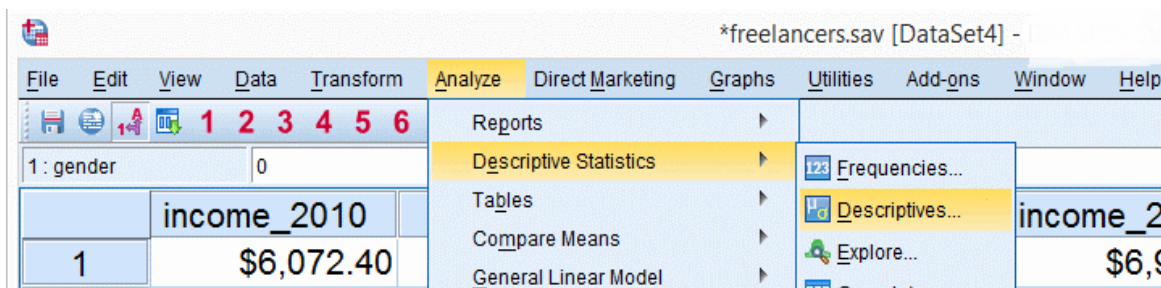 *freelancers.sav [DataSet4] -
File Edit View Data Transform Analyze Direct Marketing Graphs Utilities Add-ons Window Help
1 2 3 4 5 6
Reports
1 : gender 0
Descriptive Statistics
123 Frequencies...
Tables
Descriptives...
income_2010
income_2
Compare Means
Explore...
1 $6,072.40
General Linear Model